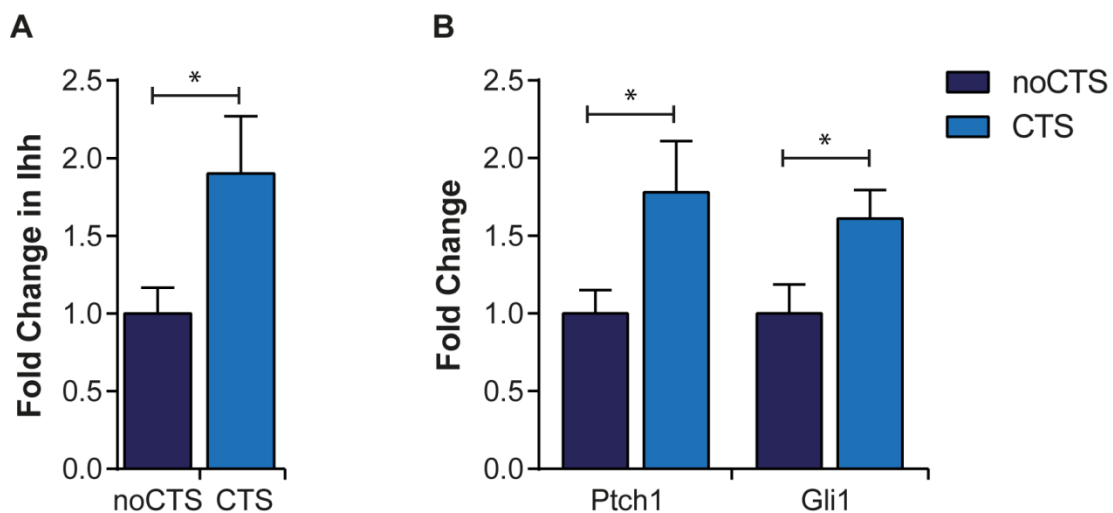 A
Fold Change in Ihh
2.5
2.0
1.5
1.0
0.5
0.0
*
noCTS CTS
B
Fold Change
2.5
2.0
1.5
1.0
0.5
0.0
*
*
Ptch1 Gli1
noCTS
CTS